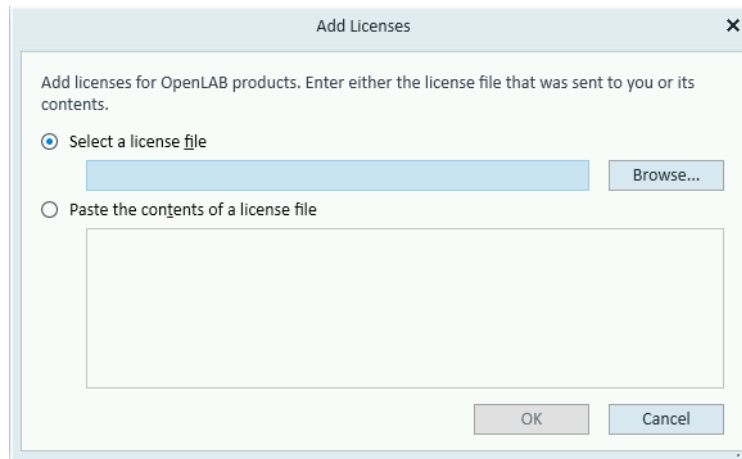 Add Licenses
Add licenses for OpenLAB products. Enter either the license file that was sent to you or its
contents.
Select a license file
Browse...
Paste the contents of a license file
OK
Cancel